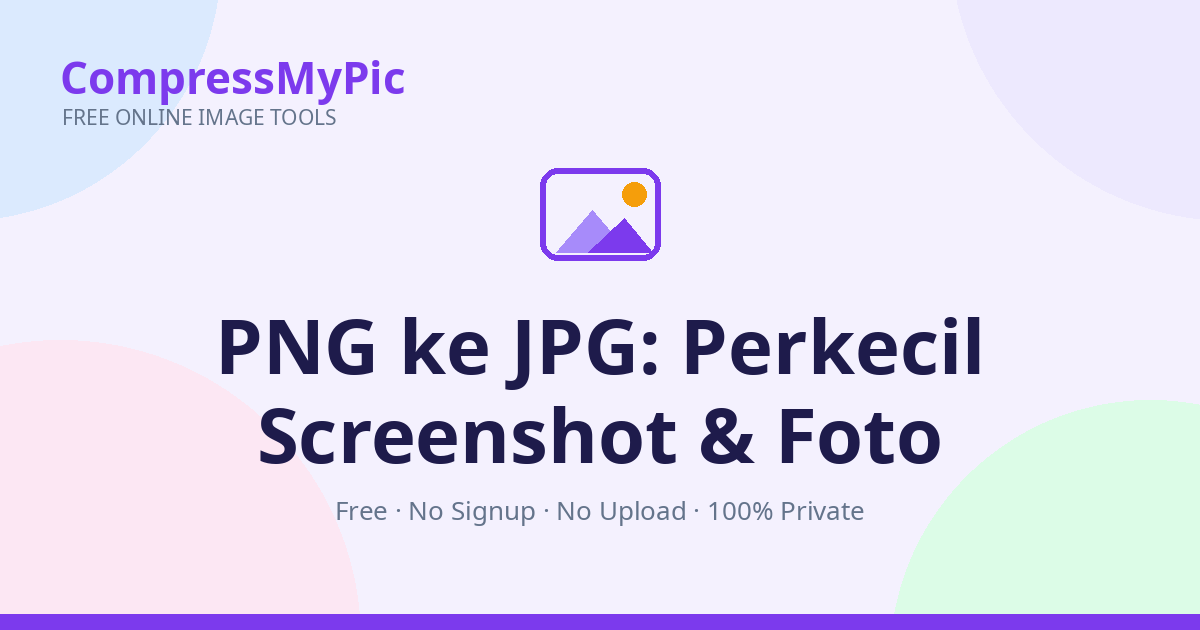 CompressMyPic
FREE ONLINE IMAGE TOOLS
PNG ke JPG: Perkecil
Screenshot & Foto
Free · No Signup · No Upload · 100% Private